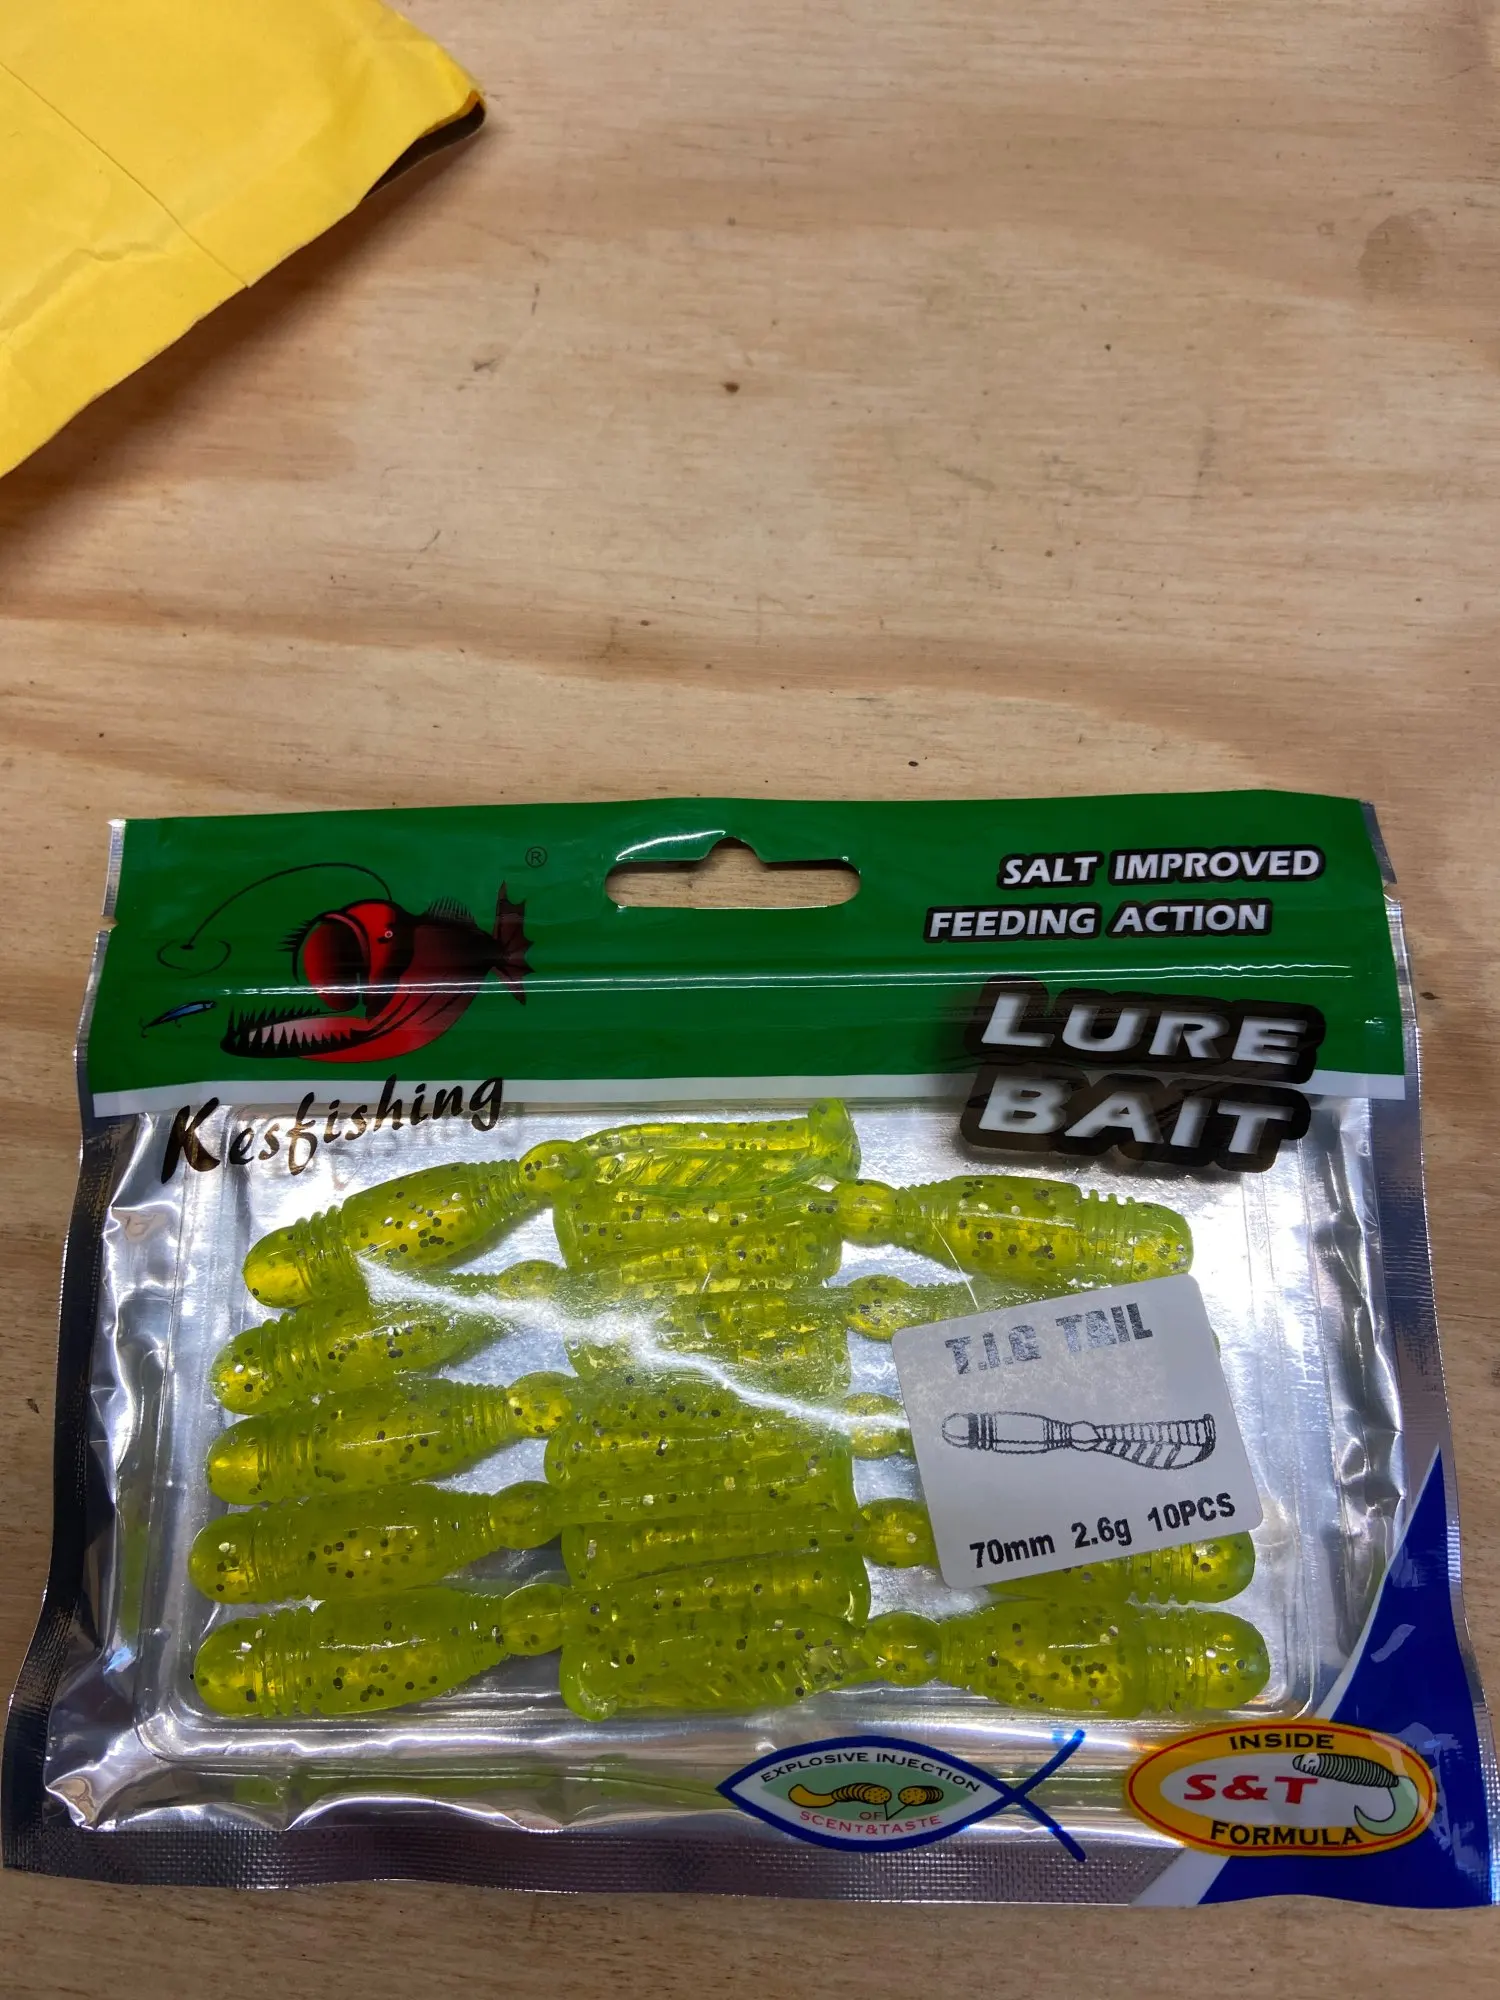 ®
SALT IMPROVED
FEEDING ACTION
LURE
BAIT
Kesfishing
T.I.G TAIL
70mm 2.6g 10PCS
EXPLOSIVE INJECTION
OF
SCENT&TASTE
INSIDE
S&T
FORMULA